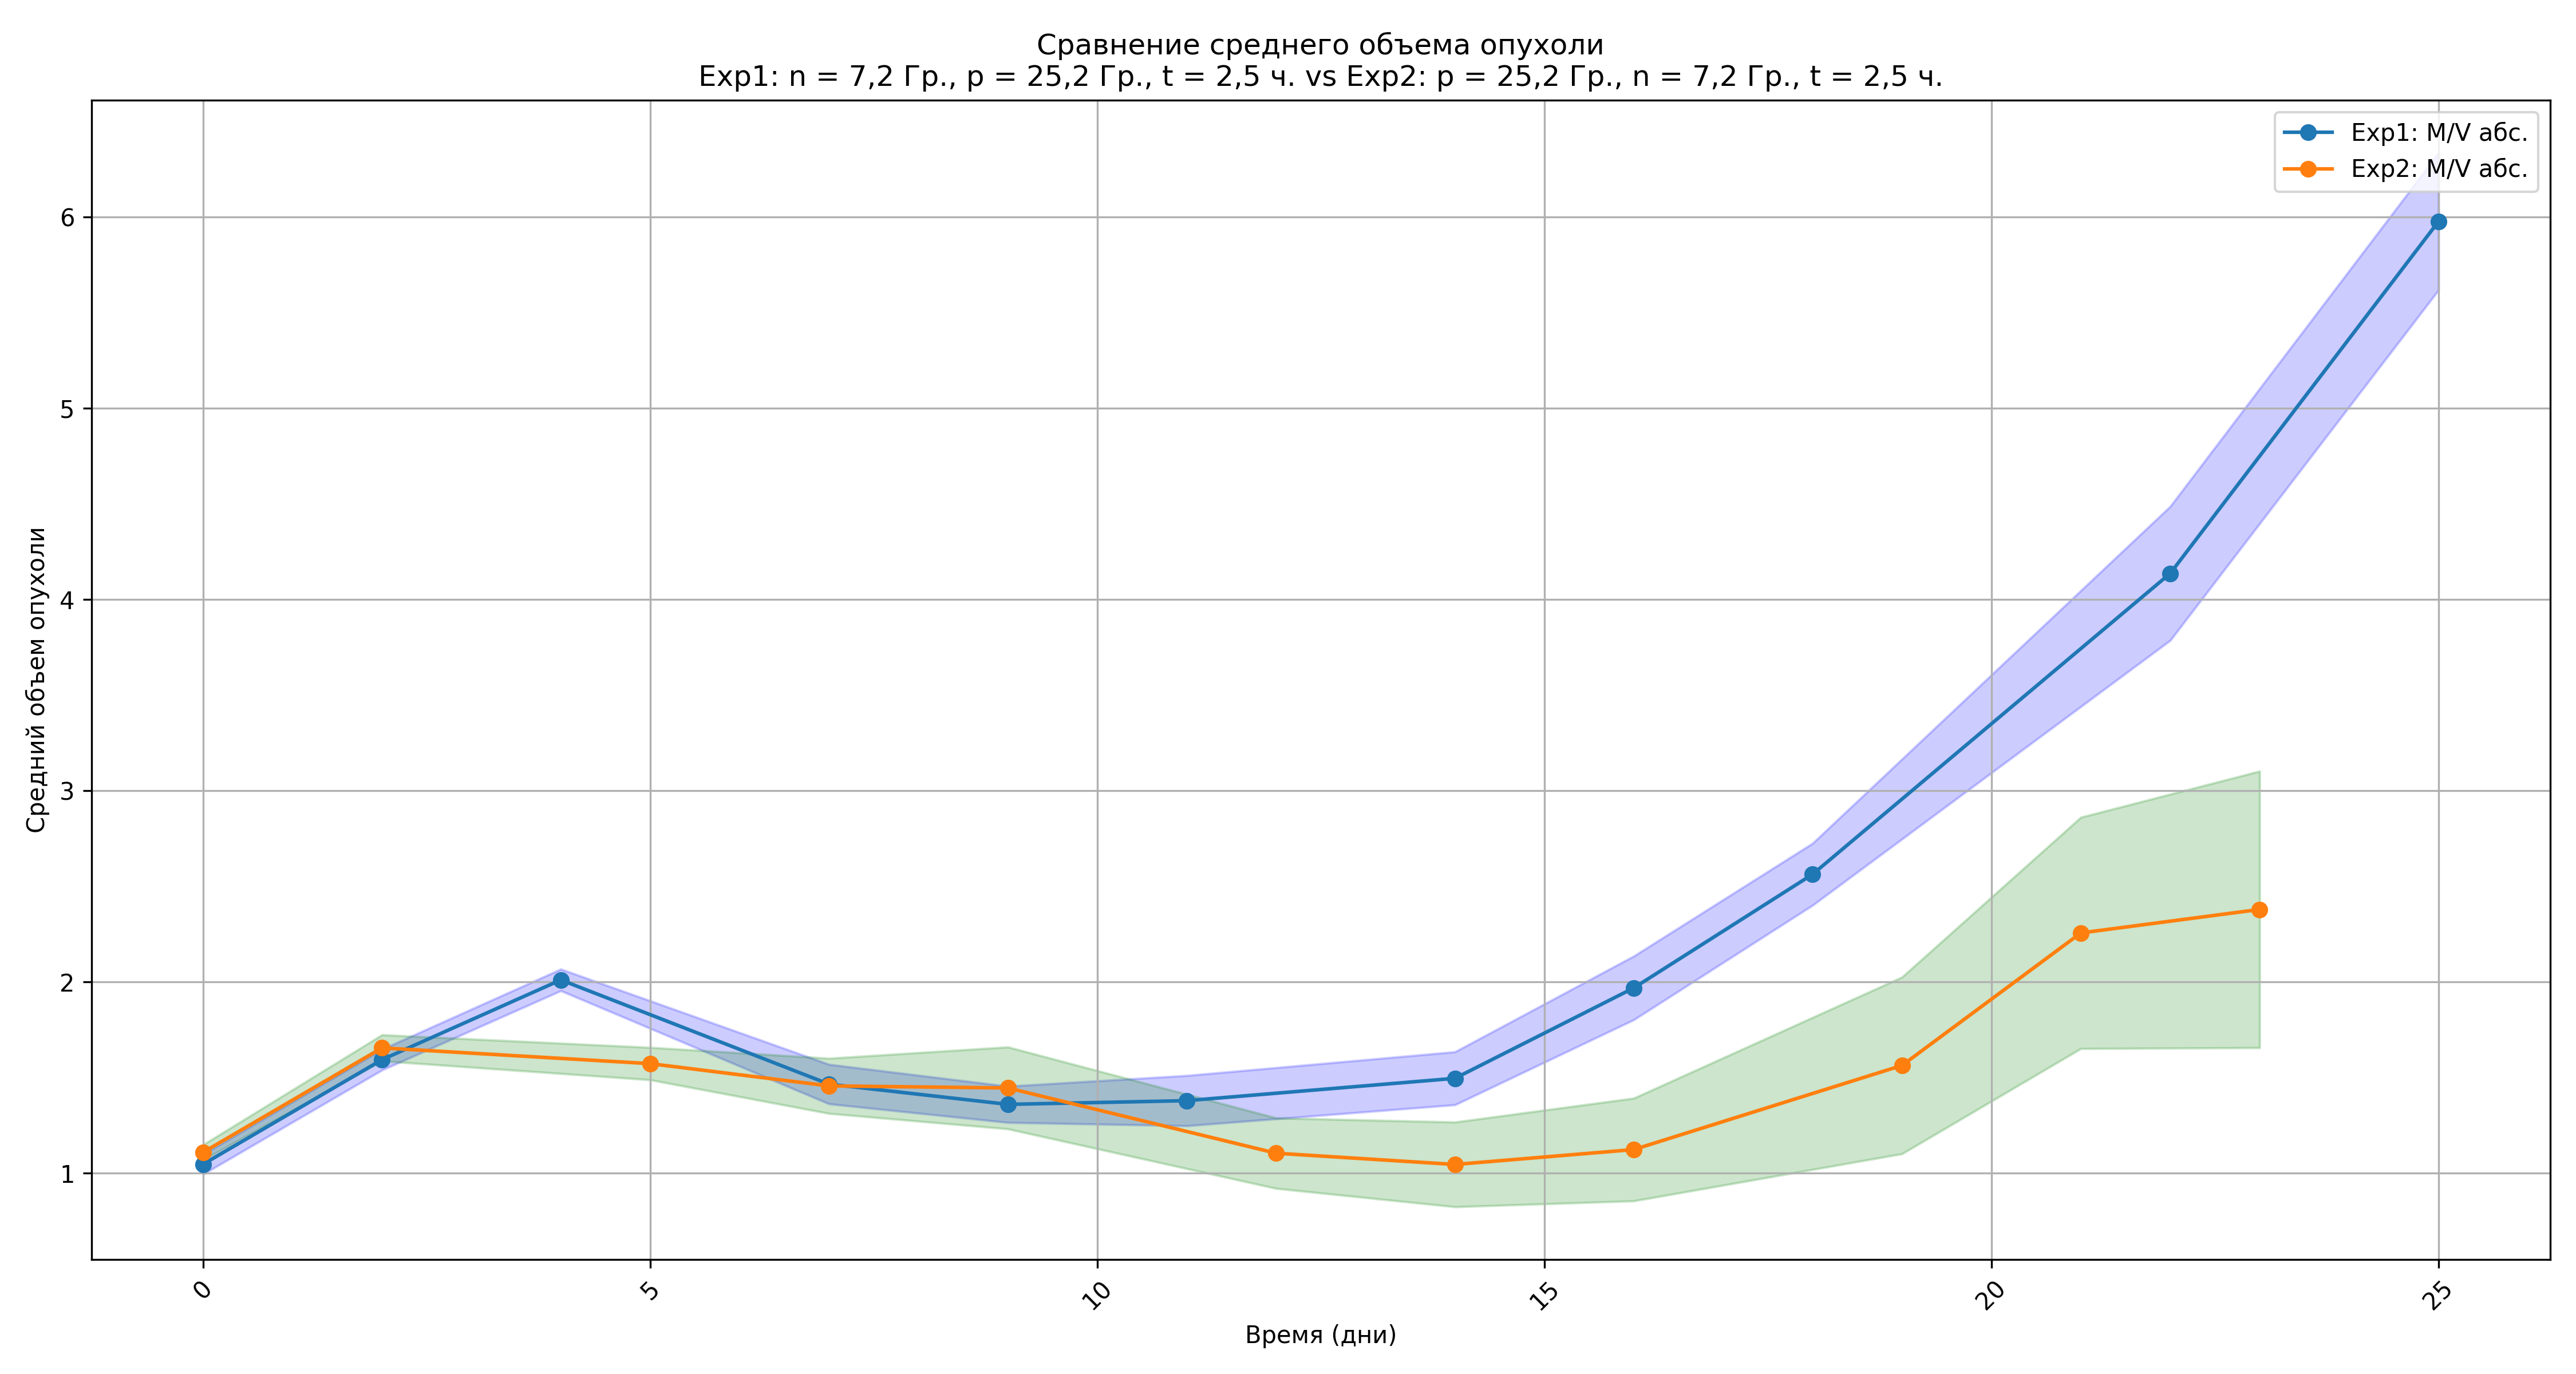 Сравнение среднего объема опухоли
Exp1: n = 7,2 Гр., p = 25,2 Гр., t = 2,5 ч. vs Exp2: p = 25,2 Гр., n = 7,2 Гр., t = 2,5 ч.
Exp1: M/V абс.
Exp2: M/V абс.
Средний объем опухоли
6
5
4
3
2
1
0
5
10
15
20
25
Время (дни)